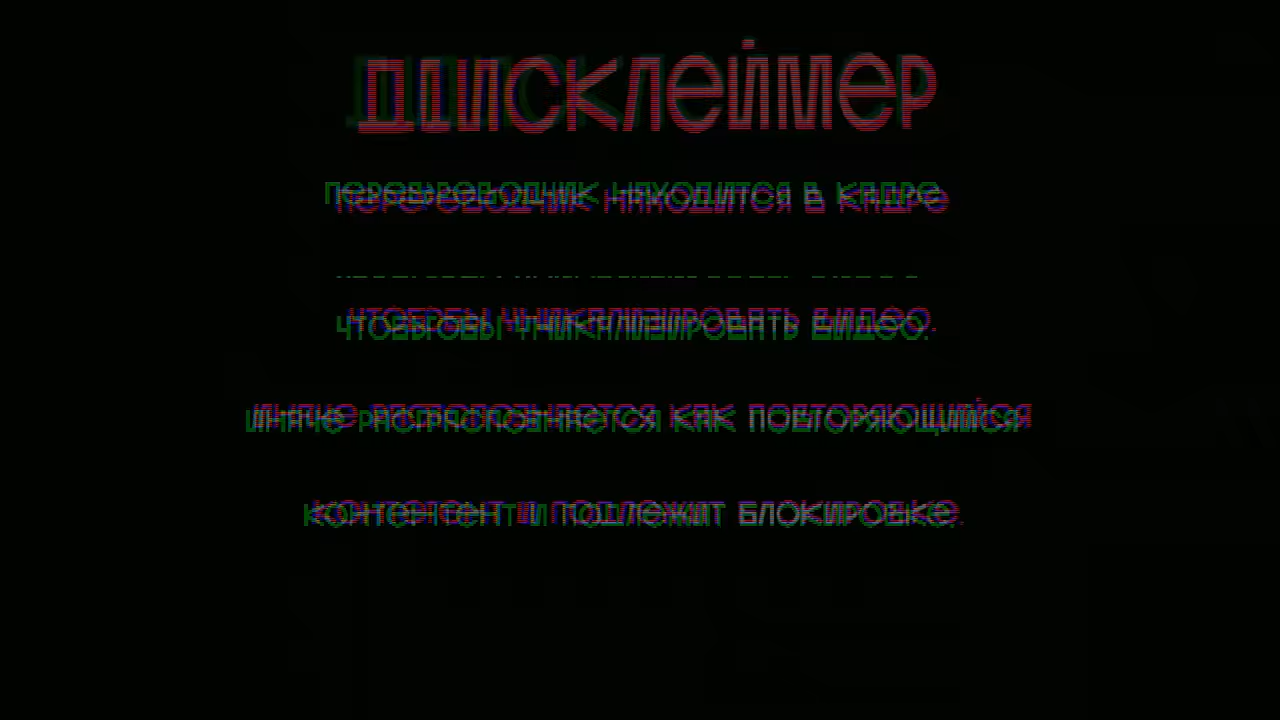 ДИСКЛЕЙМЕР
ПЕРЕВОДЧИК НАХОДИТСЯ В КАДРЕ
ЧТОБЫ УНИКАЛИЗИРОВАТЬ ВИДЕО.
ИНАЧЕ РАСПОЗНАЕТСЯ КАК ПОВТОРЯЮЩИЙСЯ
КОНТЕНТ И ПОДЛЕЖИТ БЛОКИРОВКЕ.